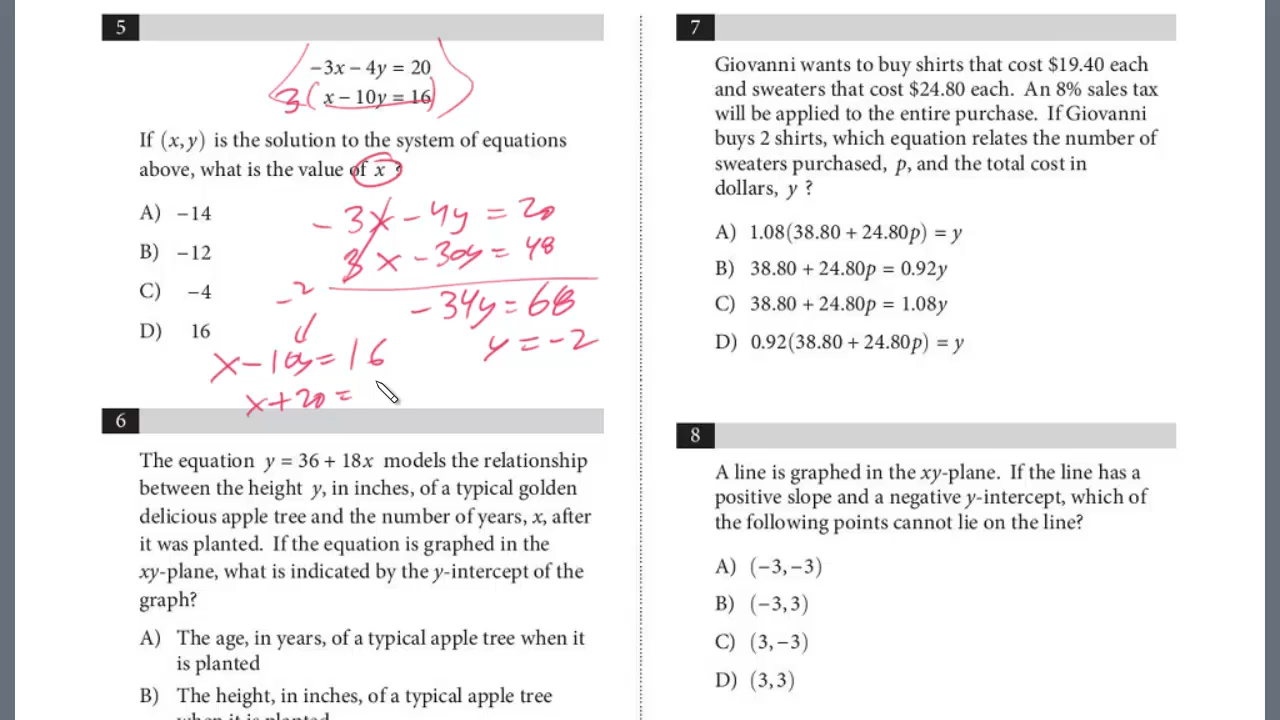 5
-3x – 4y = 20
3(x – 10y = 16)
If (x, y) is the solution to the system of equations
above, what is the value of x ?
A) −14
B) −12
C) −4
D) 16
- 3x - 4y = 20
3x - 30y = 48
- 34y = 68
y = -2
-2
x - 10y = 16
x + 20 =
6
The equation y = 36 + 18x models the relationship
between the height y, in inches, of a typical golden
delicious apple tree and the number of years, x, after
it was planted. If the equation is graphed in the
xy-plane, what is indicated by the y-intercept of the
graph?
A) The age, in years, of a typical apple tree when it
is planted
B) The height, in inches, of a typical apple tree
when it is planted
7
Giovanni wants to buy shirts that cost $19.40 each
and sweaters that cost $24.80 each. An 8% sales tax
will be applied to the entire purchase. If Giovanni
buys 2 shirts, which equation relates the number of
sweaters purchased, p, and the total cost in
dollars, y ?
A) 1.08(38.80 + 24.80p) = y
B) 38.80 + 24.80p = 0.92y
C) 38.80 + 24.80p = 1.08y
D) 0.92(38.80 + 24.80p) = y
8
A line is graphed in the xy-plane. If the line has a
positive slope and a negative y-intercept, which of
the following points cannot lie on the line?
A) (−3, −3)
B) (−3, 3)
C) (3, −3)
D) (3, 3)